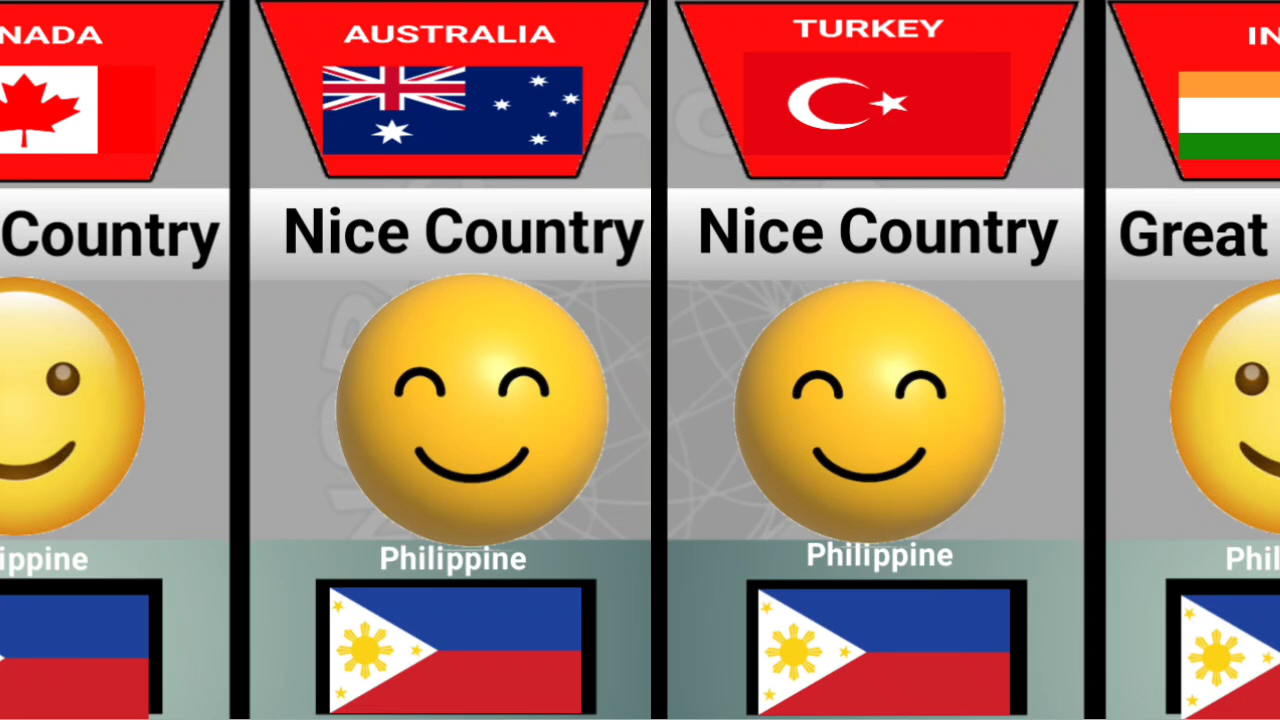 NADA
AUSTRALIA
TURKEY
IN
Country
Nice Country
Nice Country
Great
ippine
Philippine
Philippine
Phil